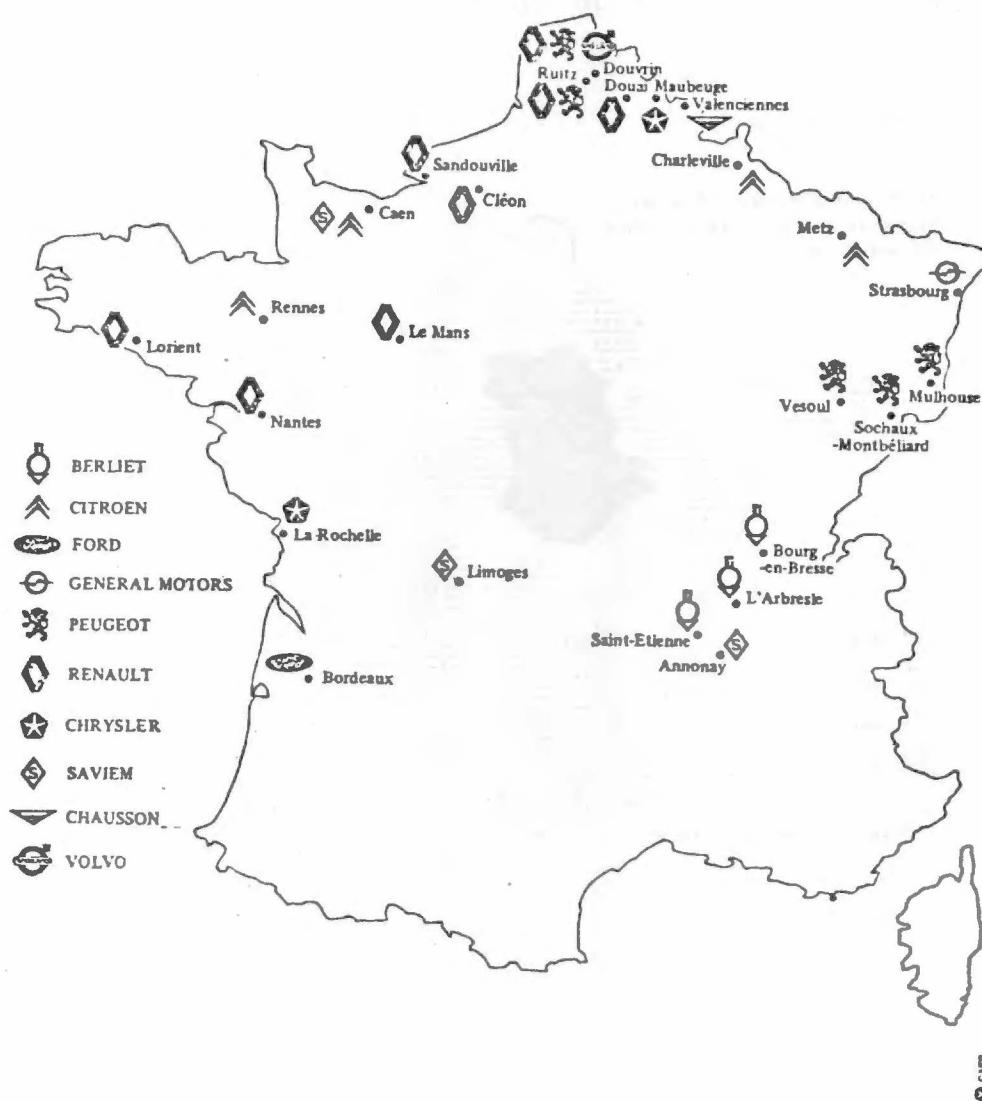 Douvrin
Ruitz
Douai Maubeuge
Valenciennes
Charleville
Sandouville
Cléon
Caen
Metz
Strasbourg
Rennes
Le Mans
Lorient
Mulhouse
Vesoul
Sochaux
-Montbéliard
Nantes
BERLIET
CITROEN
FORD
GENERAL MOTORS
PEUGEOT
RENAULT
CHRYSLER
SAVIEM
CHAUSSON
VOLVO
La Rochelle
Bourg
-en-Bresse
Limoges
L'Arbresle
Saint-Etienne
Annonay
Bordeaux
S
S
S
S